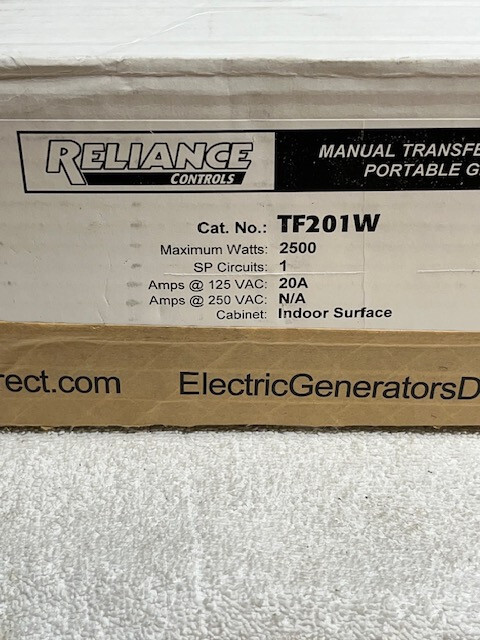 RELIANCE
CONTROLS
MANUAL TRANSFE
PORTABLE G
Cat. No.: TF201W
Maximum Watts: 2500
SP Circuits: 1
Amps @ 125 VAC: 20A
Amps @ 250 VAC: N/A
Cabinet: Indoor Surface
rect.com ElectricGeneratorsD